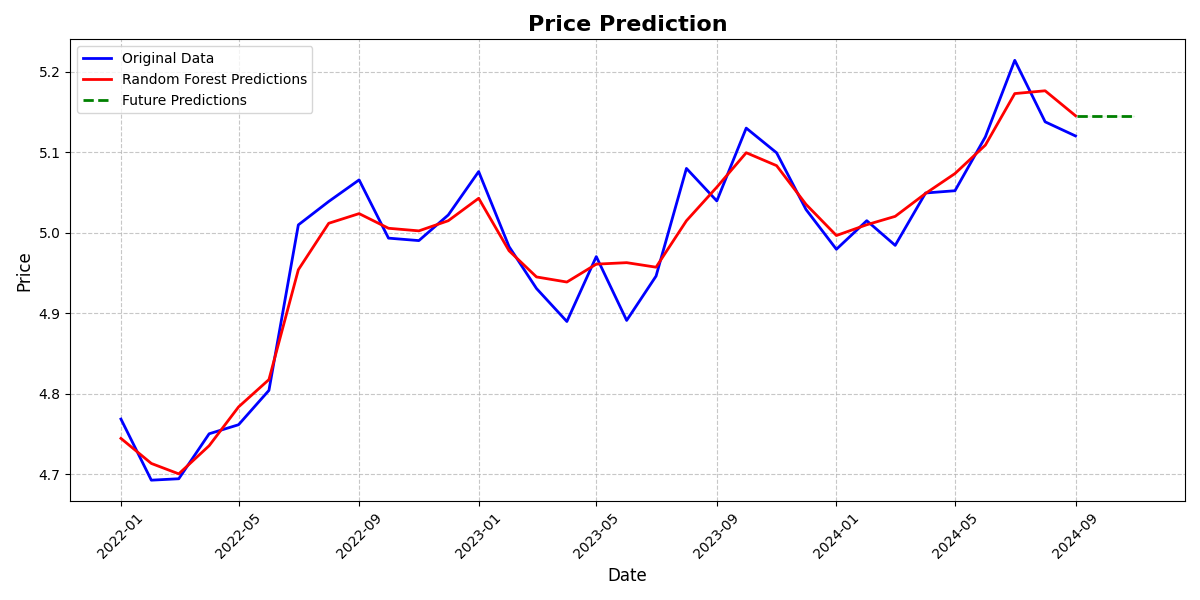 Price Prediction
Original Data
Random Forest Predictions
Future Predictions
5.2
5.1
5.0
4.9
4.8
4.7
Price
2022-01
2022-05
2022-09
2023-01
2023-05
2023-09
2024-01
2024-05
2024-09
Date